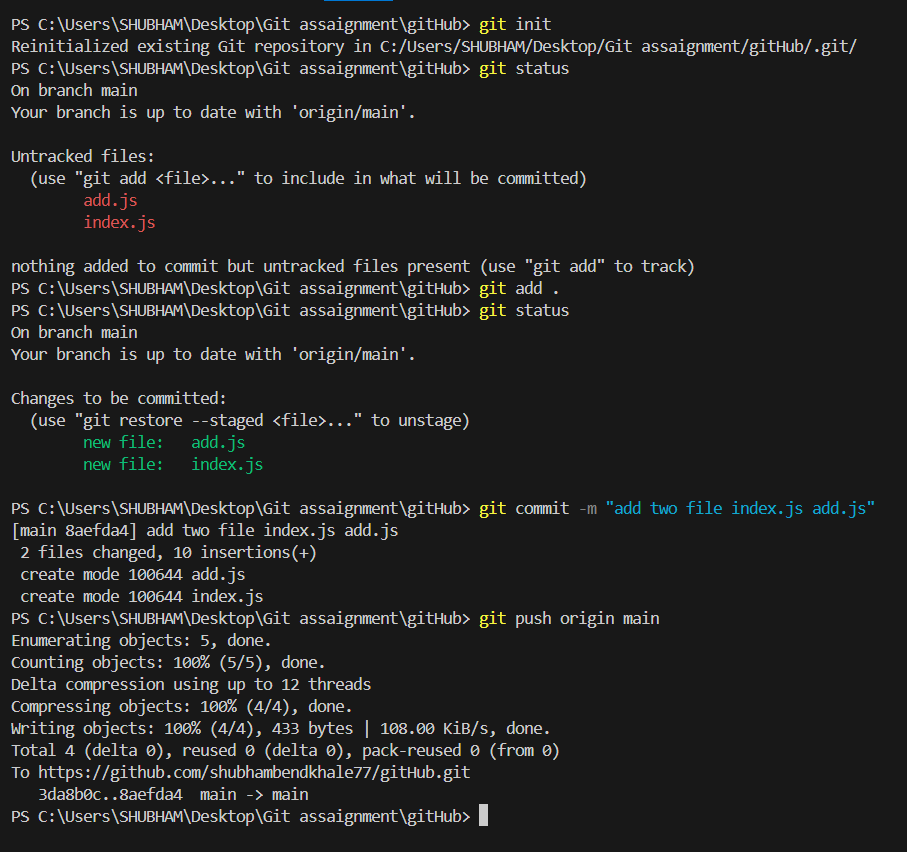 PS C:\Users\SHUBHAM\Desktop\Git assaignment\gitHub> git init
Reinitialized existing Git repository in C:/Users/SHUBHAM/Desktop/Git assaignment/gitHub/.git/
PS C:\Users\SHUBHAM\Desktop\Git assaignment\gitHub> git status
On branch main
Your branch is up to date with 'origin/main'.

Untracked files:
  (use "git add <file>..." to include in what will be committed)
        add.js
        index.js

nothing added to commit but untracked files present (use "git add" to track)
PS C:\Users\SHUBHAM\Desktop\Git assaignment\gitHub> git add .
PS C:\Users\SHUBHAM\Desktop\Git assaignment\gitHub> git status
On branch main
Your branch is up to date with 'origin/main'.

Changes to be committed:
  (use "git restore --staged <file>..." to unstage)
        new file:   add.js
        new file:   index.js

PS C:\Users\SHUBHAM\Desktop\Git assaignment\gitHub> git commit -m "add two file index.js add.js"
[main 8aefda4] add two file index.js add.js
 2 files changed, 10 insertions(+)
 create mode 100644 add.js
 create mode 100644 index.js
PS C:\Users\SHUBHAM\Desktop\Git assaignment\gitHub> git push origin main
Enumerating objects: 5, done.
Counting objects: 100% (5/5), done.
Delta compression using up to 12 threads
Compressing objects: 100% (4/4), done.
Writing objects: 100% (4/4), 433 bytes | 108.00 KiB/s, done.
Total 4 (delta 0), reused 0 (delta 0), pack-reused 0 (from 0)
To https://github.com/shubhambendkhale77/gitHub.git
   3da8b0c..8aefda4  main -> main
PS C:\Users\SHUBHAM\Desktop\Git assaignment\gitHub>